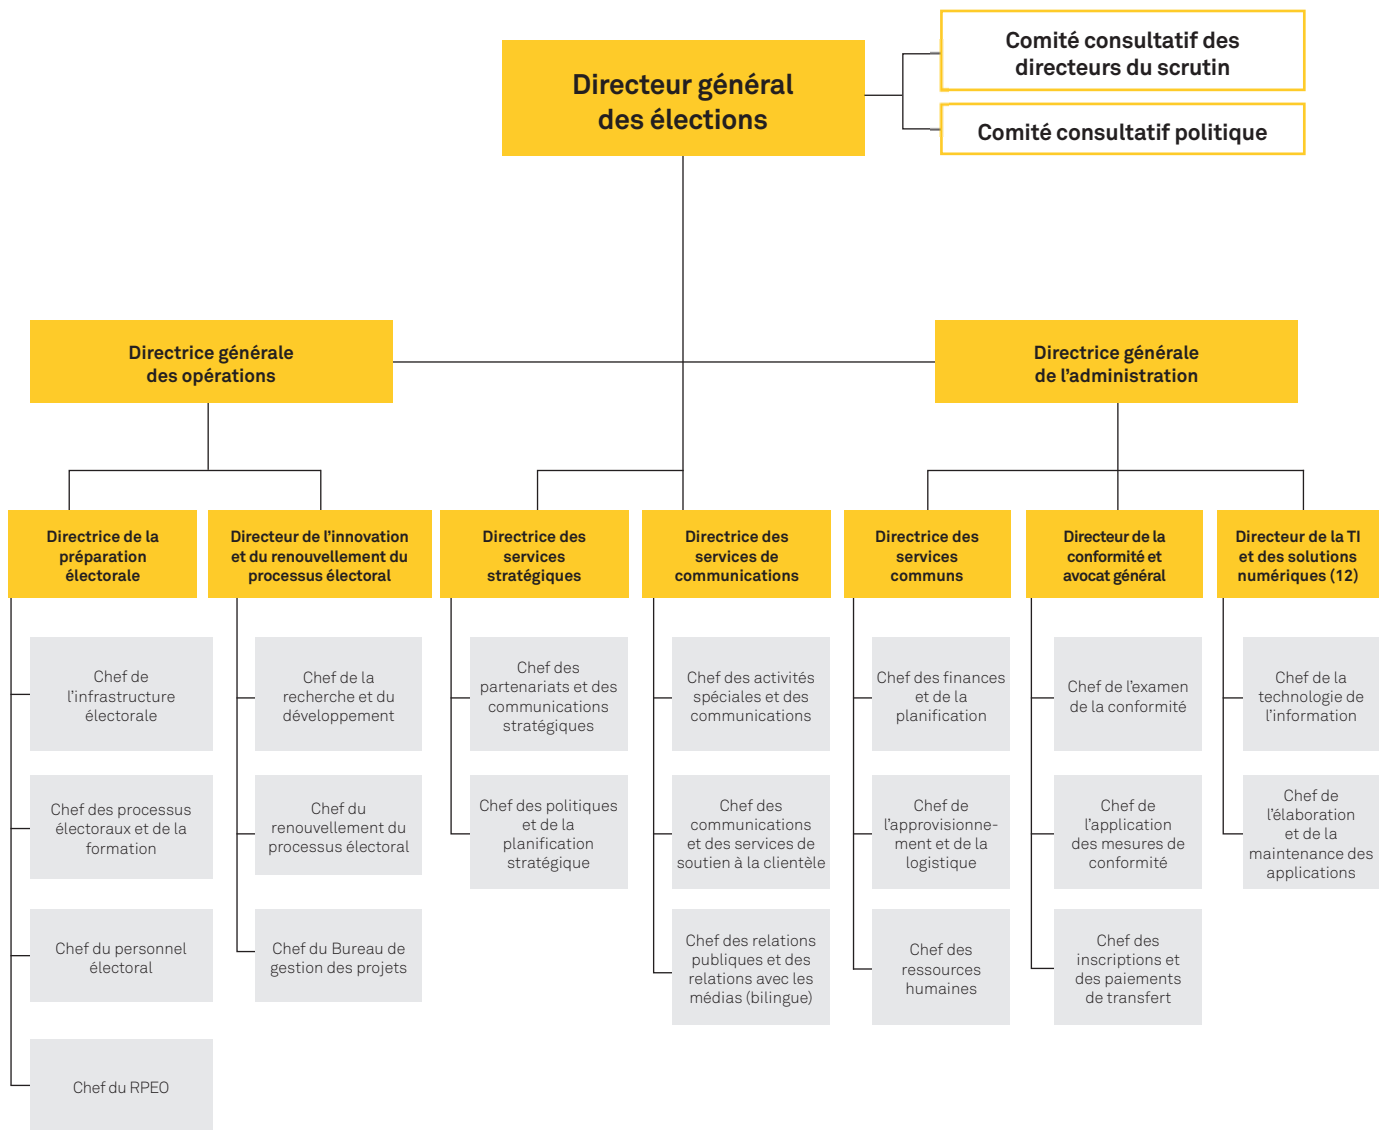 Directeur général
des élections
Comité consultatif des
directeurs du scrutin
Comité consultatif politique
Directrice générale
des opérations
Directrice générale
de l'administration
Directrice de la
préparation
électorale
Directeur de l'innovation
et du renouvellement du
processus électoral
Directrice des
services
stratégiques
Directrice des
services de
communications
Directrice des
services
communs
Directeur de la
conformité et
avocat général
Directeur de la TI
et des solutions
numériques (12)
Chef de
l'infrastructure
électorale
Chef des processus
électoraux et de la
formation
Chef du personnel
électoral
Chef du RPEO
Chef de la
recherche et du
développement
Chef du
renouvellement du
processus électoral
Chef du Bureau de
gestion des projets
Chef des
partenariats et des
communications
stratégiques
Chef des politiques
et de la
planification
stratégique
Chef des activités
spéciales et des
communications
Chef des
communications
et des services de
soutien à la clientèle
Chef des relations
publiques et des
relations avec les
médias (bilingue)
Chef des finances
et de la
planification
Chef de
l'approvisionne-
ment et de la
logistique
Chef des
ressources
humaines
Chef de l'examen
de la conformité
Chef de
l'application
des mesures de
conformité
Chef des
inscriptions et
des paiements
de transfert
Chef de la
technologie de
l'information
Chef de
l'élaboration
et de la
maintenance des
applications